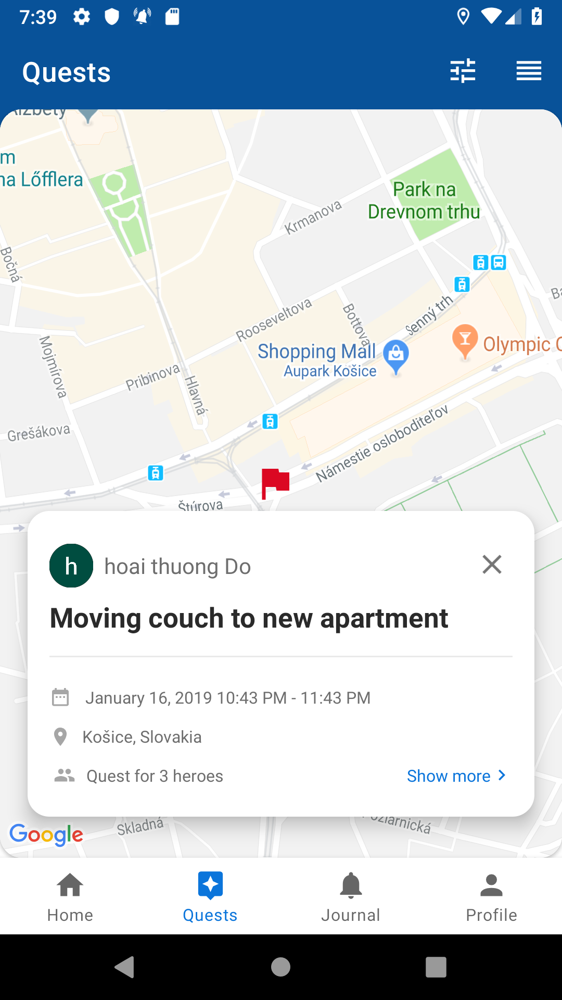 7:39
Quests
Alžbety
m
na Lőfflera
Park na
Drevnom trhu
Krmanova
Bočná
Rooseveltova
Bottova
Senný trh
Shopping Mall
Aupark Košice
Olympic C
Mojmírova
Pribinova
Hlavná
Grešákova
Námestie osloboditeľov
Štúrova
h
hoai thuong Do
Moving couch to new apartment
January 16, 2019 10:43 PM - 11:43 PM
Košice, Slovakia
Quest for 3 heroes
Show more
Skladná
Google
Home
Quests
Journal
Profile